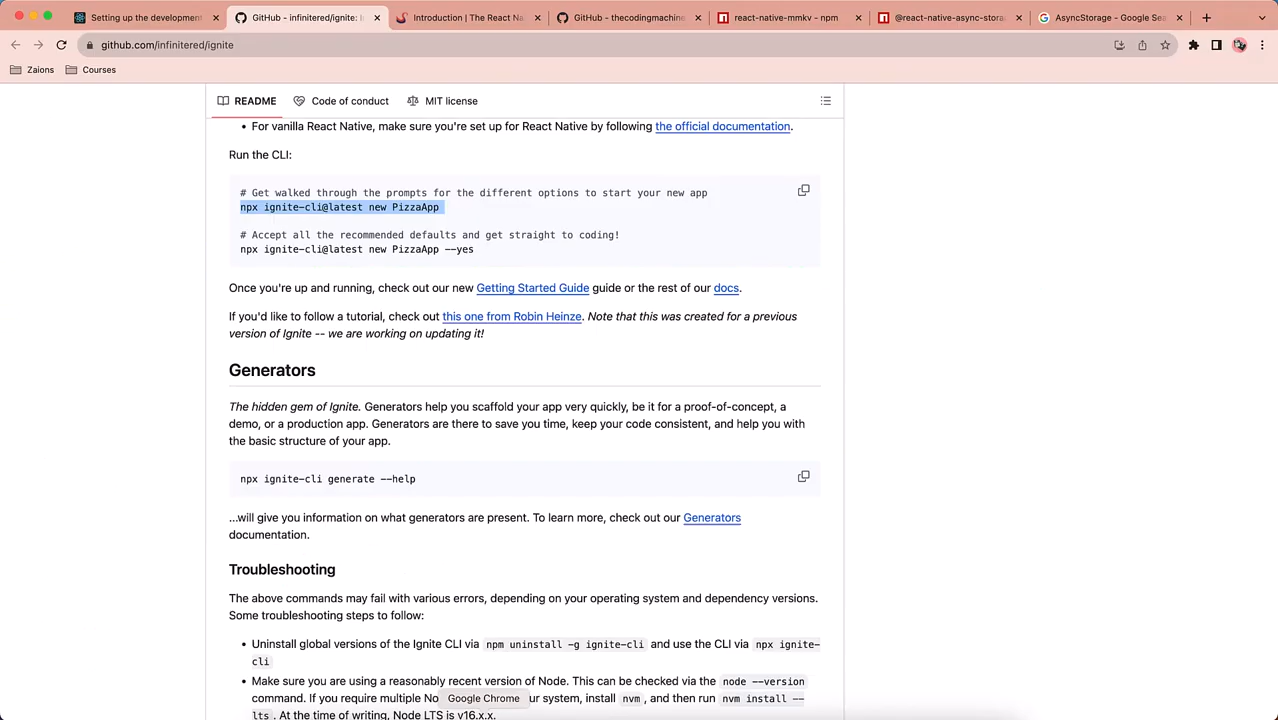 Setting up the development
GitHub - infinitered/ignite: I
Introduction | The React Na
GitHub - thecodingmachine
react-native-mmkv - npm
@react-native-async-stora
AsyncStorage - Google Sea
github.com/infinitered/ignite
Zaions
Courses
README
Code of conduct
MIT license
• For vanilla React Native, make sure you're set up for React Native by following the official documentation.
Run the CLI:
# Get walked through the prompts for the different options to start your new app
npx ignite-cli@latest new PizzaApp
# Accept all the recommended defaults and get straight to coding!
npx ignite-cli@latest new PizzaApp --yes
Once you're up and running, check out our new Getting Started Guide guide or the rest of our docs.
If you'd like to follow a tutorial, check out this one from Robin Heinze. Note that this was created for a previous
version of Ignite -- we are working on updating it!
Generators
The hidden gem of Ignite. Generators help you scaffold your app very quickly, be it for a proof-of-concept, a
demo, or a production app. Generators are there to save you time, keep your code consistent, and help you with
the basic structure of your app.
npx ignite-cli generate --help
...will give you information on what generators are present. To learn more, check out our Generators
documentation.
Troubleshooting
The above commands may fail with various errors, depending on your operating system and dependency versions.
Some troubleshooting steps to follow:
• Uninstall global versions of the Ignite CLI via npm uninstall -g ignite-cli and use the CLI via npx ignite-
cli
• Make sure you are using a reasonably recent version of Node. This can be checked via the node --version
command. If you require multiple No Google Chrome ur system, install nvm , and then run nvm install --
lts . At the time of writing, Node LTS is v16.x.x.